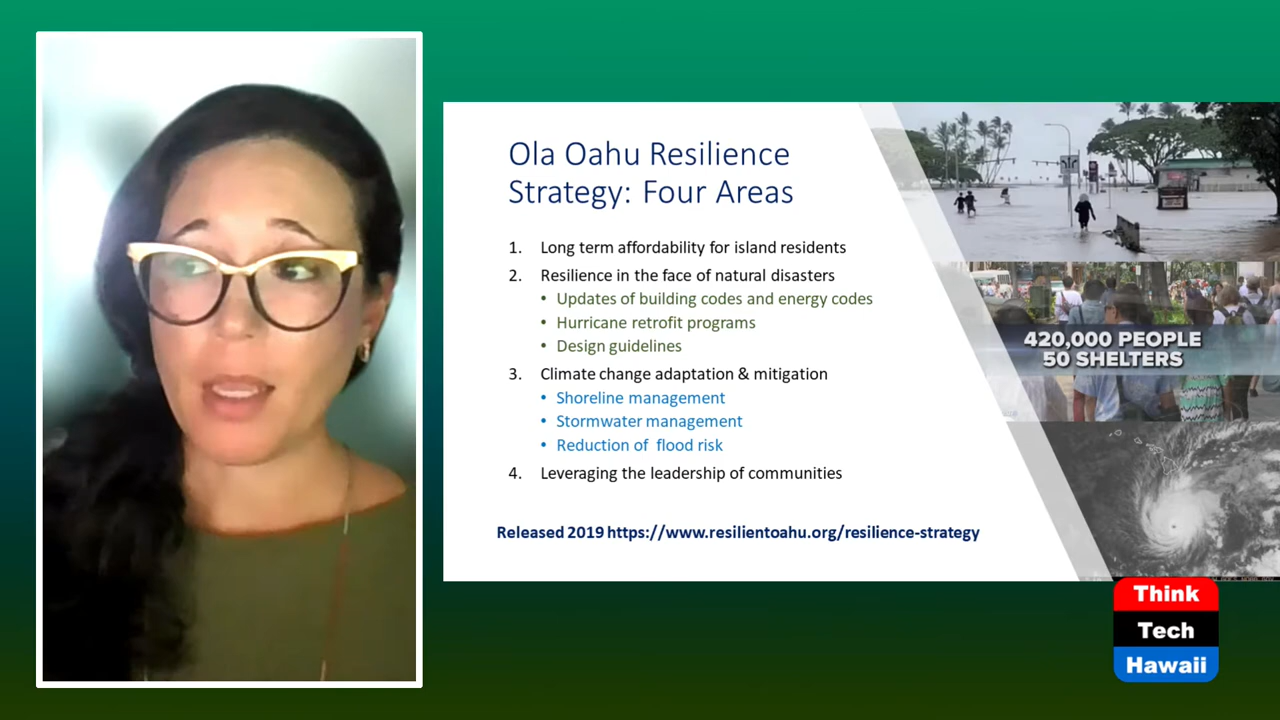 Ola Oahu Resilience
Strategy: Four Areas
1. Long term affordability for island residents
2. Resilience in the face of natural disasters
• Updates of building codes and energy codes
• Hurricane retrofit programs
• Design guidelines
3. Climate change adaptation & mitigation
• Shoreline management
• Stormwater management
• Reduction of flood risk
4. Leveraging the leadership of communities
Released 2019 https://www.resilientoahu.org/resilience-strategy
420,000 PEOPLE
50 SHELTERS
Think
Tech
Hawaii